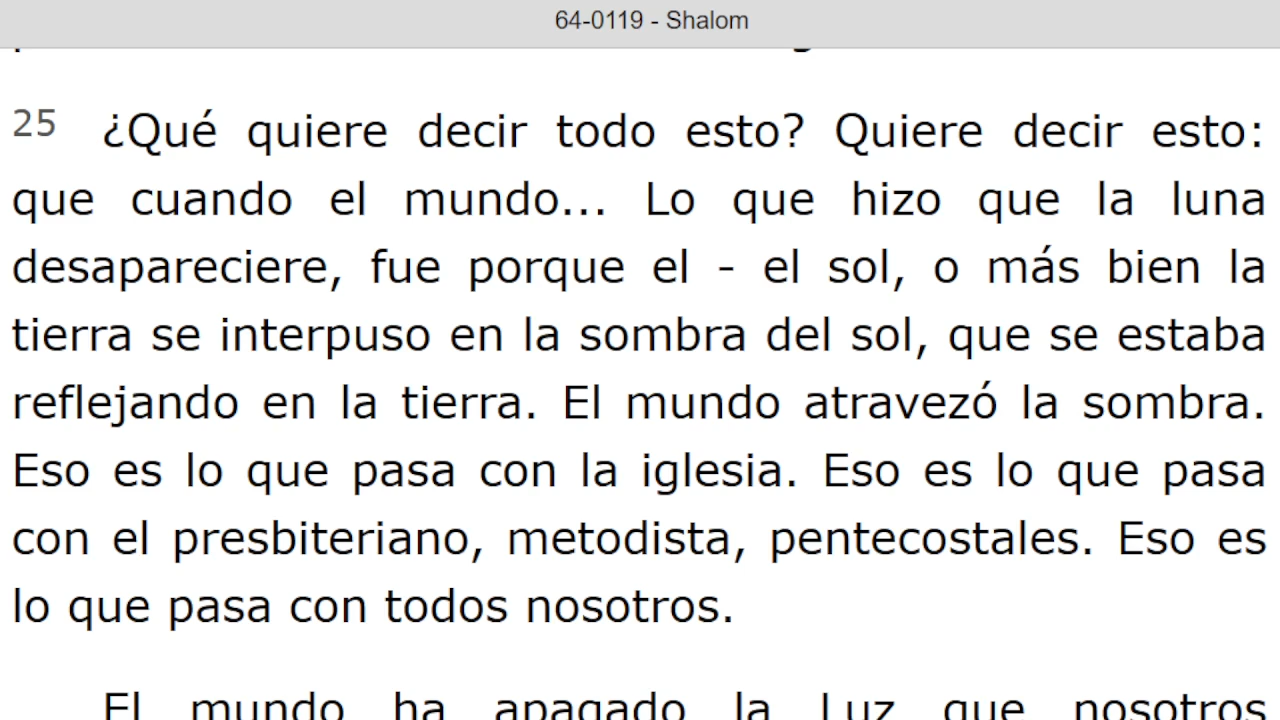 64-0119 - Shalom
25 ¿Qué quiere decir todo esto? Quiere decir esto:
que cuando el mundo... Lo que hizo que la luna
desapareciere, fue porque el - el sol, o más bien la
tierra se interpuso en la sombra del sol, que se estaba
reflejando en la tierra. El mundo atravezó la sombra.
Eso es lo que pasa con la iglesia. Eso es lo que pasa
con el presbiteriano, metodista, pentecostales. Eso es
lo que pasa con todos nosotros.
El mundo ha apagado la Luz que nosotros